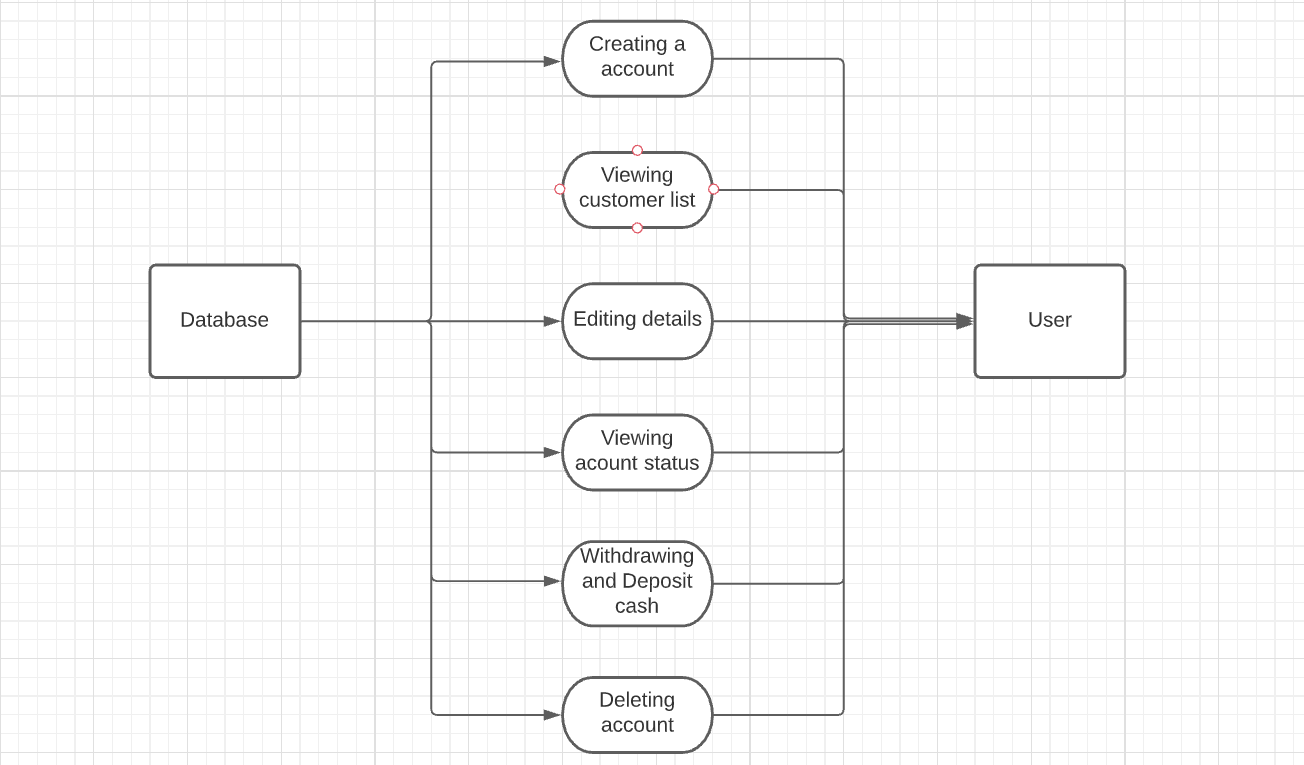 Creating a
account
Viewing
customer list
Database
Editing details
User
Viewing
acount status
Withdrawing
and Deposit
cash
Deleting
account